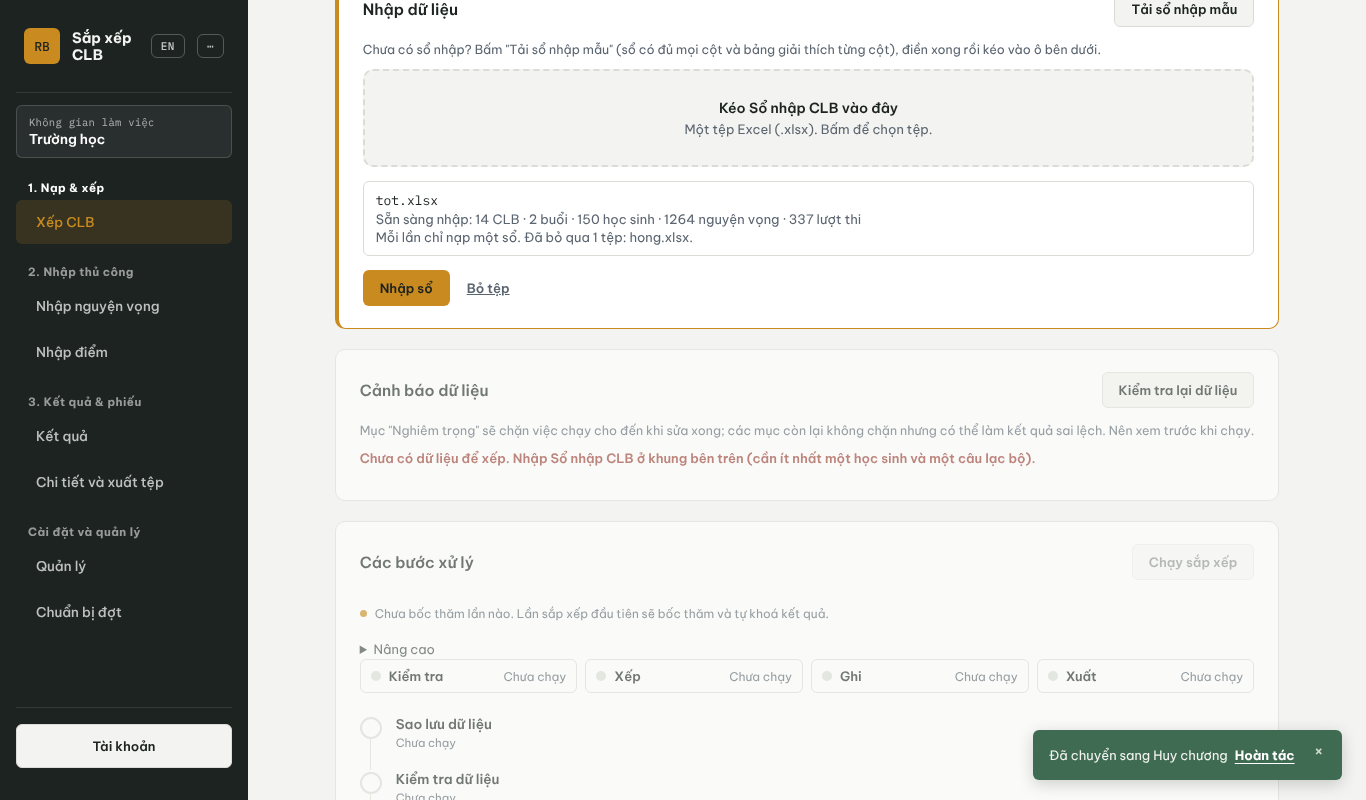 RB
Sắp xếp
CLB
EN
…
Không gian làm việc
Trường học
1. Nạp & xếp
Xếp CLB
2. Nhập thủ công
Nhập nguyện vọng
Nhập điểm
3. Kết quả & phiếu
Kết quả
Chi tiết và xuất tệp
Cài đặt và quản lý
Quản lý
Chuẩn bị đợt
Tài khoản
Nhập dữ liệu
Tải sổ nhập mẫu
Chưa có sổ nhập? Bấm "Tải sổ nhập mẫu" (sổ có đủ mọi cột và bảng giải thích từng cột), điền xong rồi kéo vào ô bên dưới.
Kéo Sổ nhập CLB vào đây
Một tệp Excel (.xlsx). Bấm để chọn tệp.
tot.xlsx
Sẵn sàng nhập: 14 CLB · 2 buổi · 150 học sinh · 1264 nguyện vọng · 337 lượt thi
Mỗi lần chỉ nạp một sổ. Đã bỏ qua 1 tệp: hong.xlsx.
Nhập sổ
Bỏ tệp
Cảnh báo dữ liệu
Kiểm tra lại dữ liệu
Mục "Nghiêm trọng" sẽ chặn việc chạy cho đến khi sửa xong; các mục còn lại không chặn nhưng có thể làm kết quả sai lệch. Nên xem trước khi chạy.
Chưa có dữ liệu để xếp. Nhập Sổ nhập CLB ở khung bên trên (cần ít nhất một học sinh và một câu lạc bộ).
Các bước xử lý
Chạy sắp xếp
Chưa bốc thăm lần nào. Lần sắp xếp đầu tiên sẽ bốc thăm và tự khoá kết quả.
Nâng cao
Kiểm tra Chưa chạy
Xếp Chưa chạy
Ghi Chưa chạy
Xuất Chưa chạy
Sao lưu dữ liệu
Chưa chạy
Kiểm tra dữ liệu
Chưa chạy
Đã chuyển sang Huy chương Hoàn tác ×